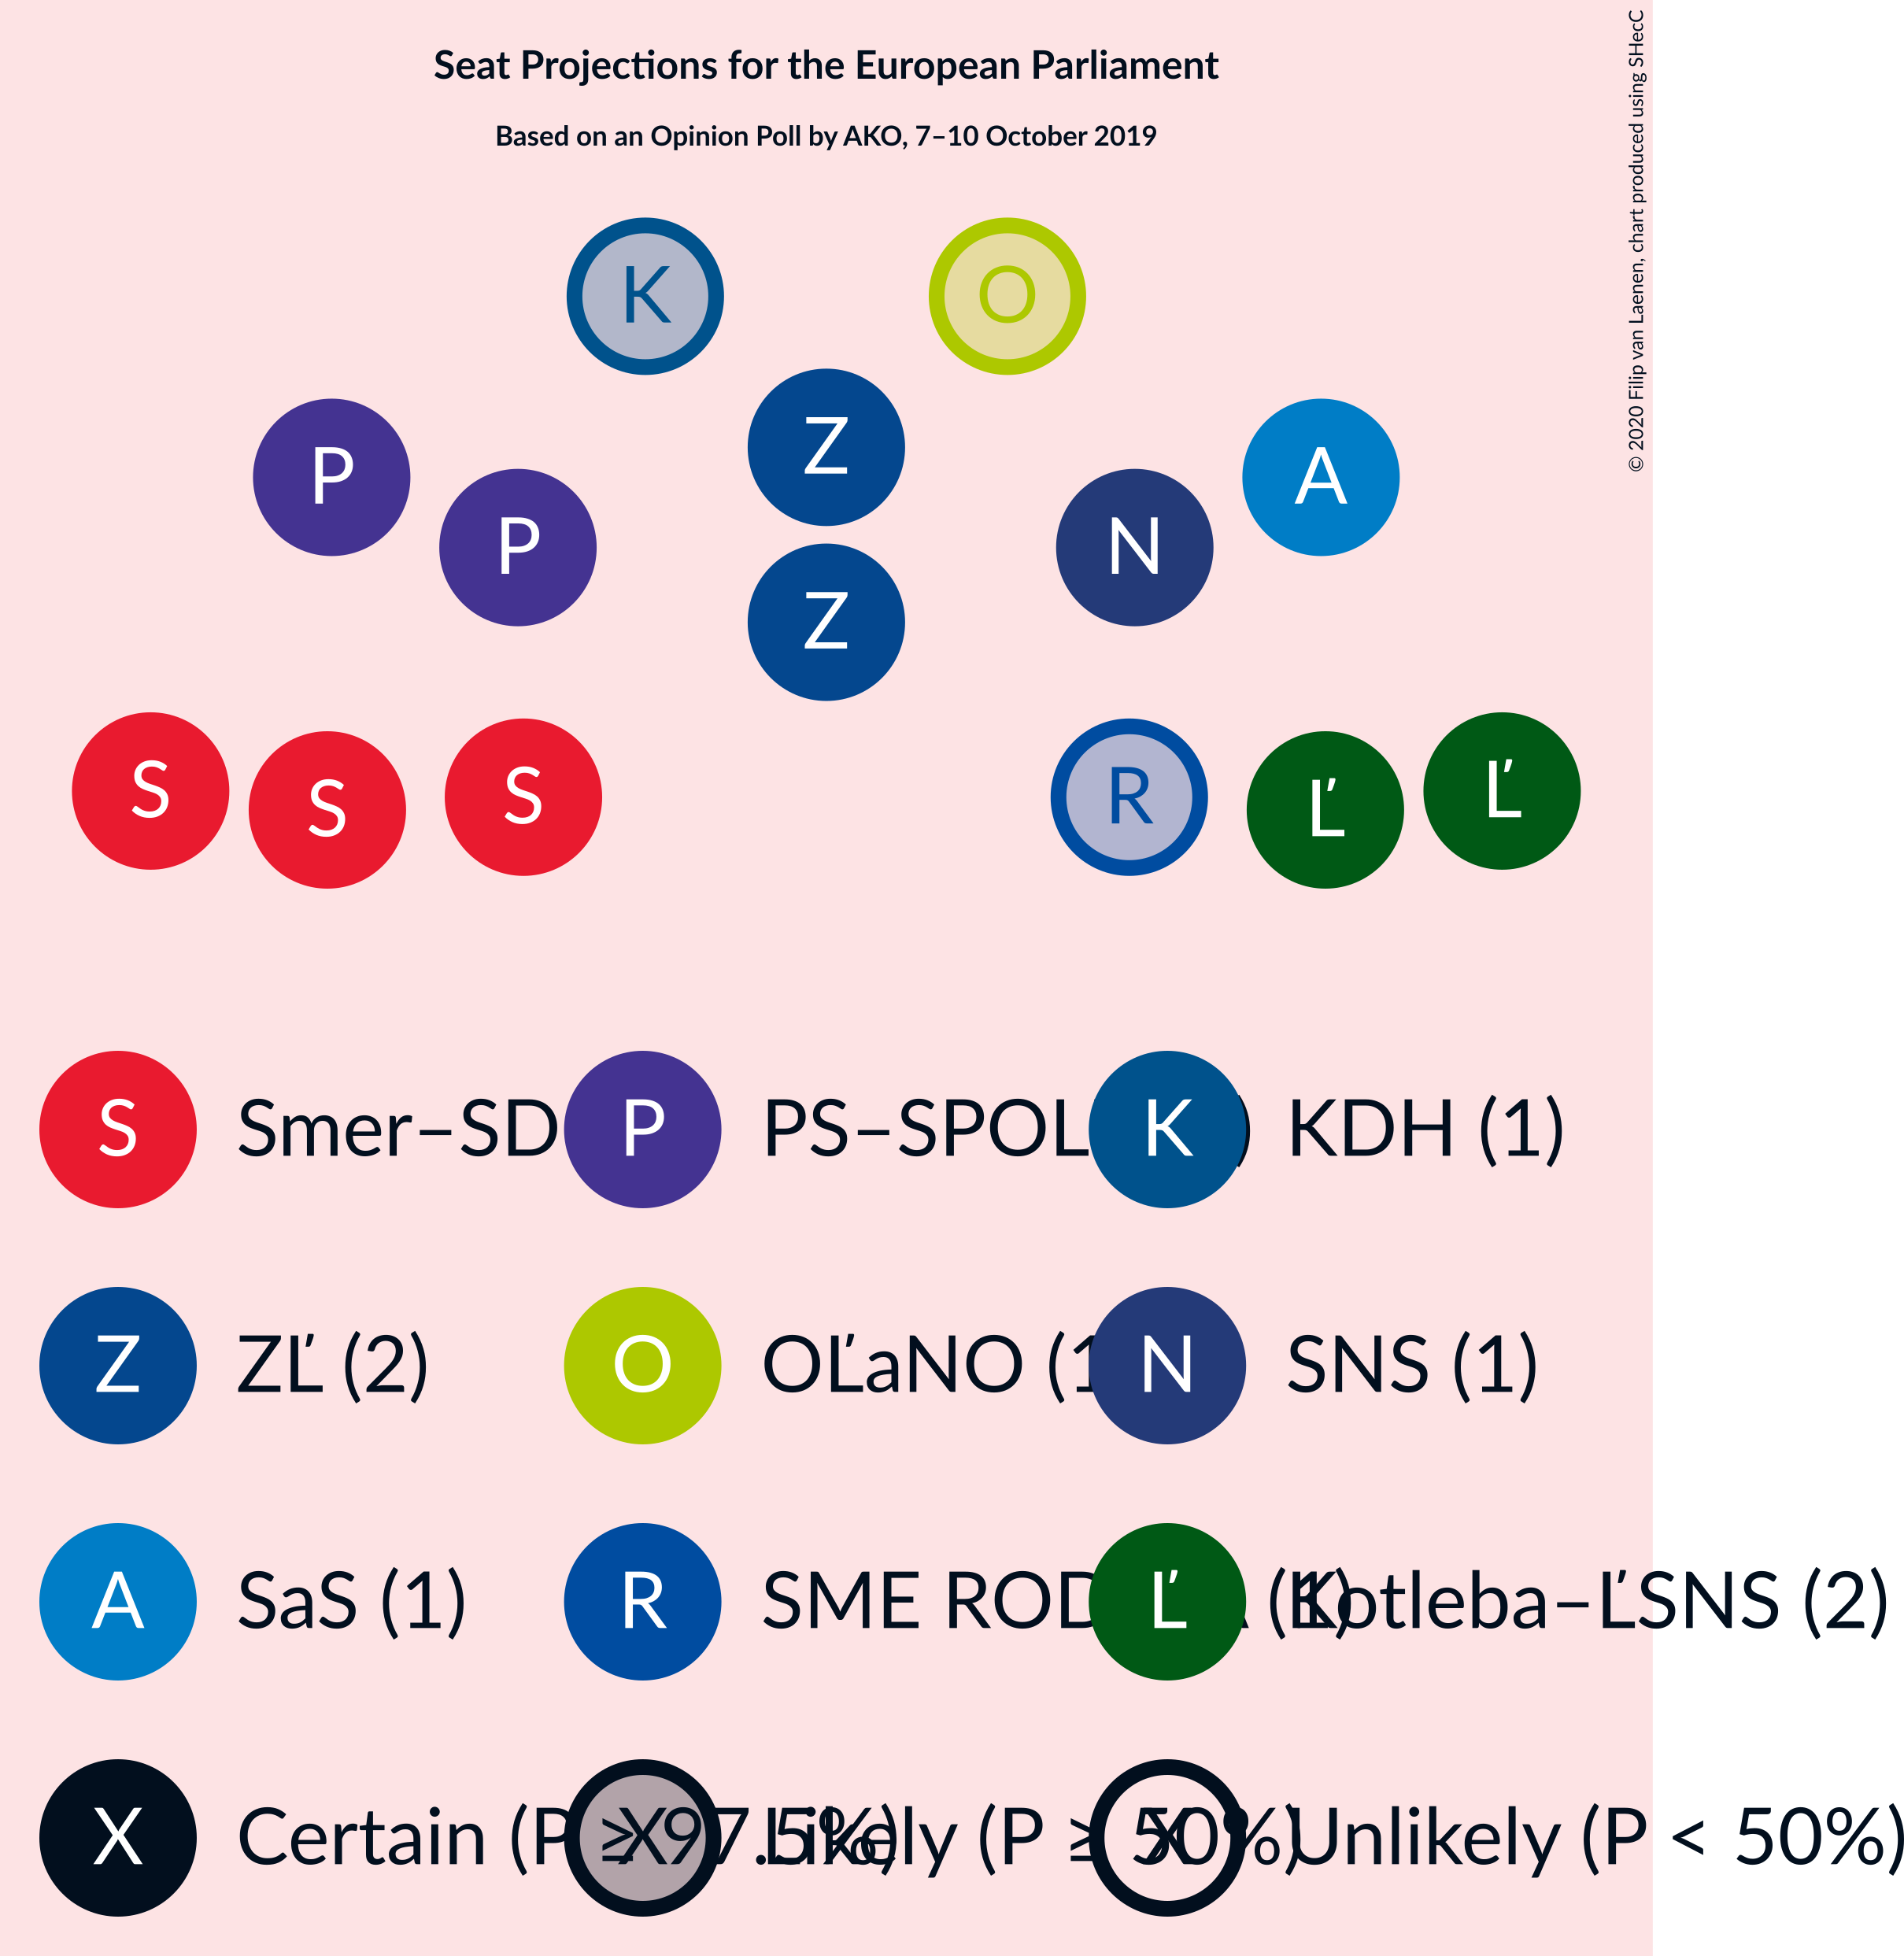 Seat Projections for the European Parliament
Based on an Opinion Poll by AKO, 7–10 October 2019
© 2020 Filip van Laenen, chart produced using SHecC
K O
Z
P A
P N
Z
S S R Ľ
S Ľ
S Smer–SD P PS–SPOL K KDH (1)
Z ZĽ (2) O OĽaNO (1 N SNS (1)
A SaS (1) R SME Ľ Kotleba–ĽSNS (2)
X Certain (P ≥ 97.5%) X Likely (P ≥ 50%) X Unlikely (P < 50%)